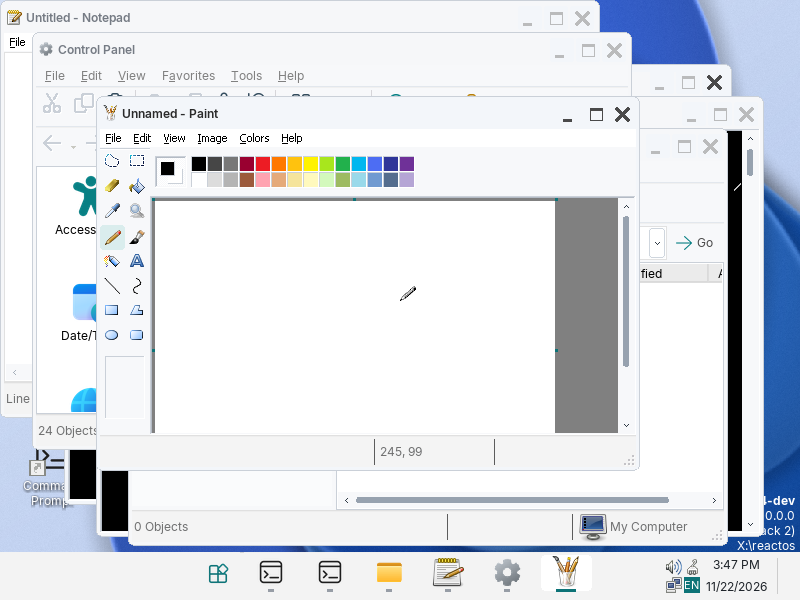 Untitled - Notepad
File
Control Panel
File Edit View Favorites Tools Help
Unnamed - Paint
File Edit View Image Colors Help
Go
fied
Access
Date/T
Line
24 Objects
245, 99
Comma
Promp
0 Objects
My Computer
4-dev
0.0.0
ack 2)
X:\reactos
EN
3:47 PM
11/22/2026